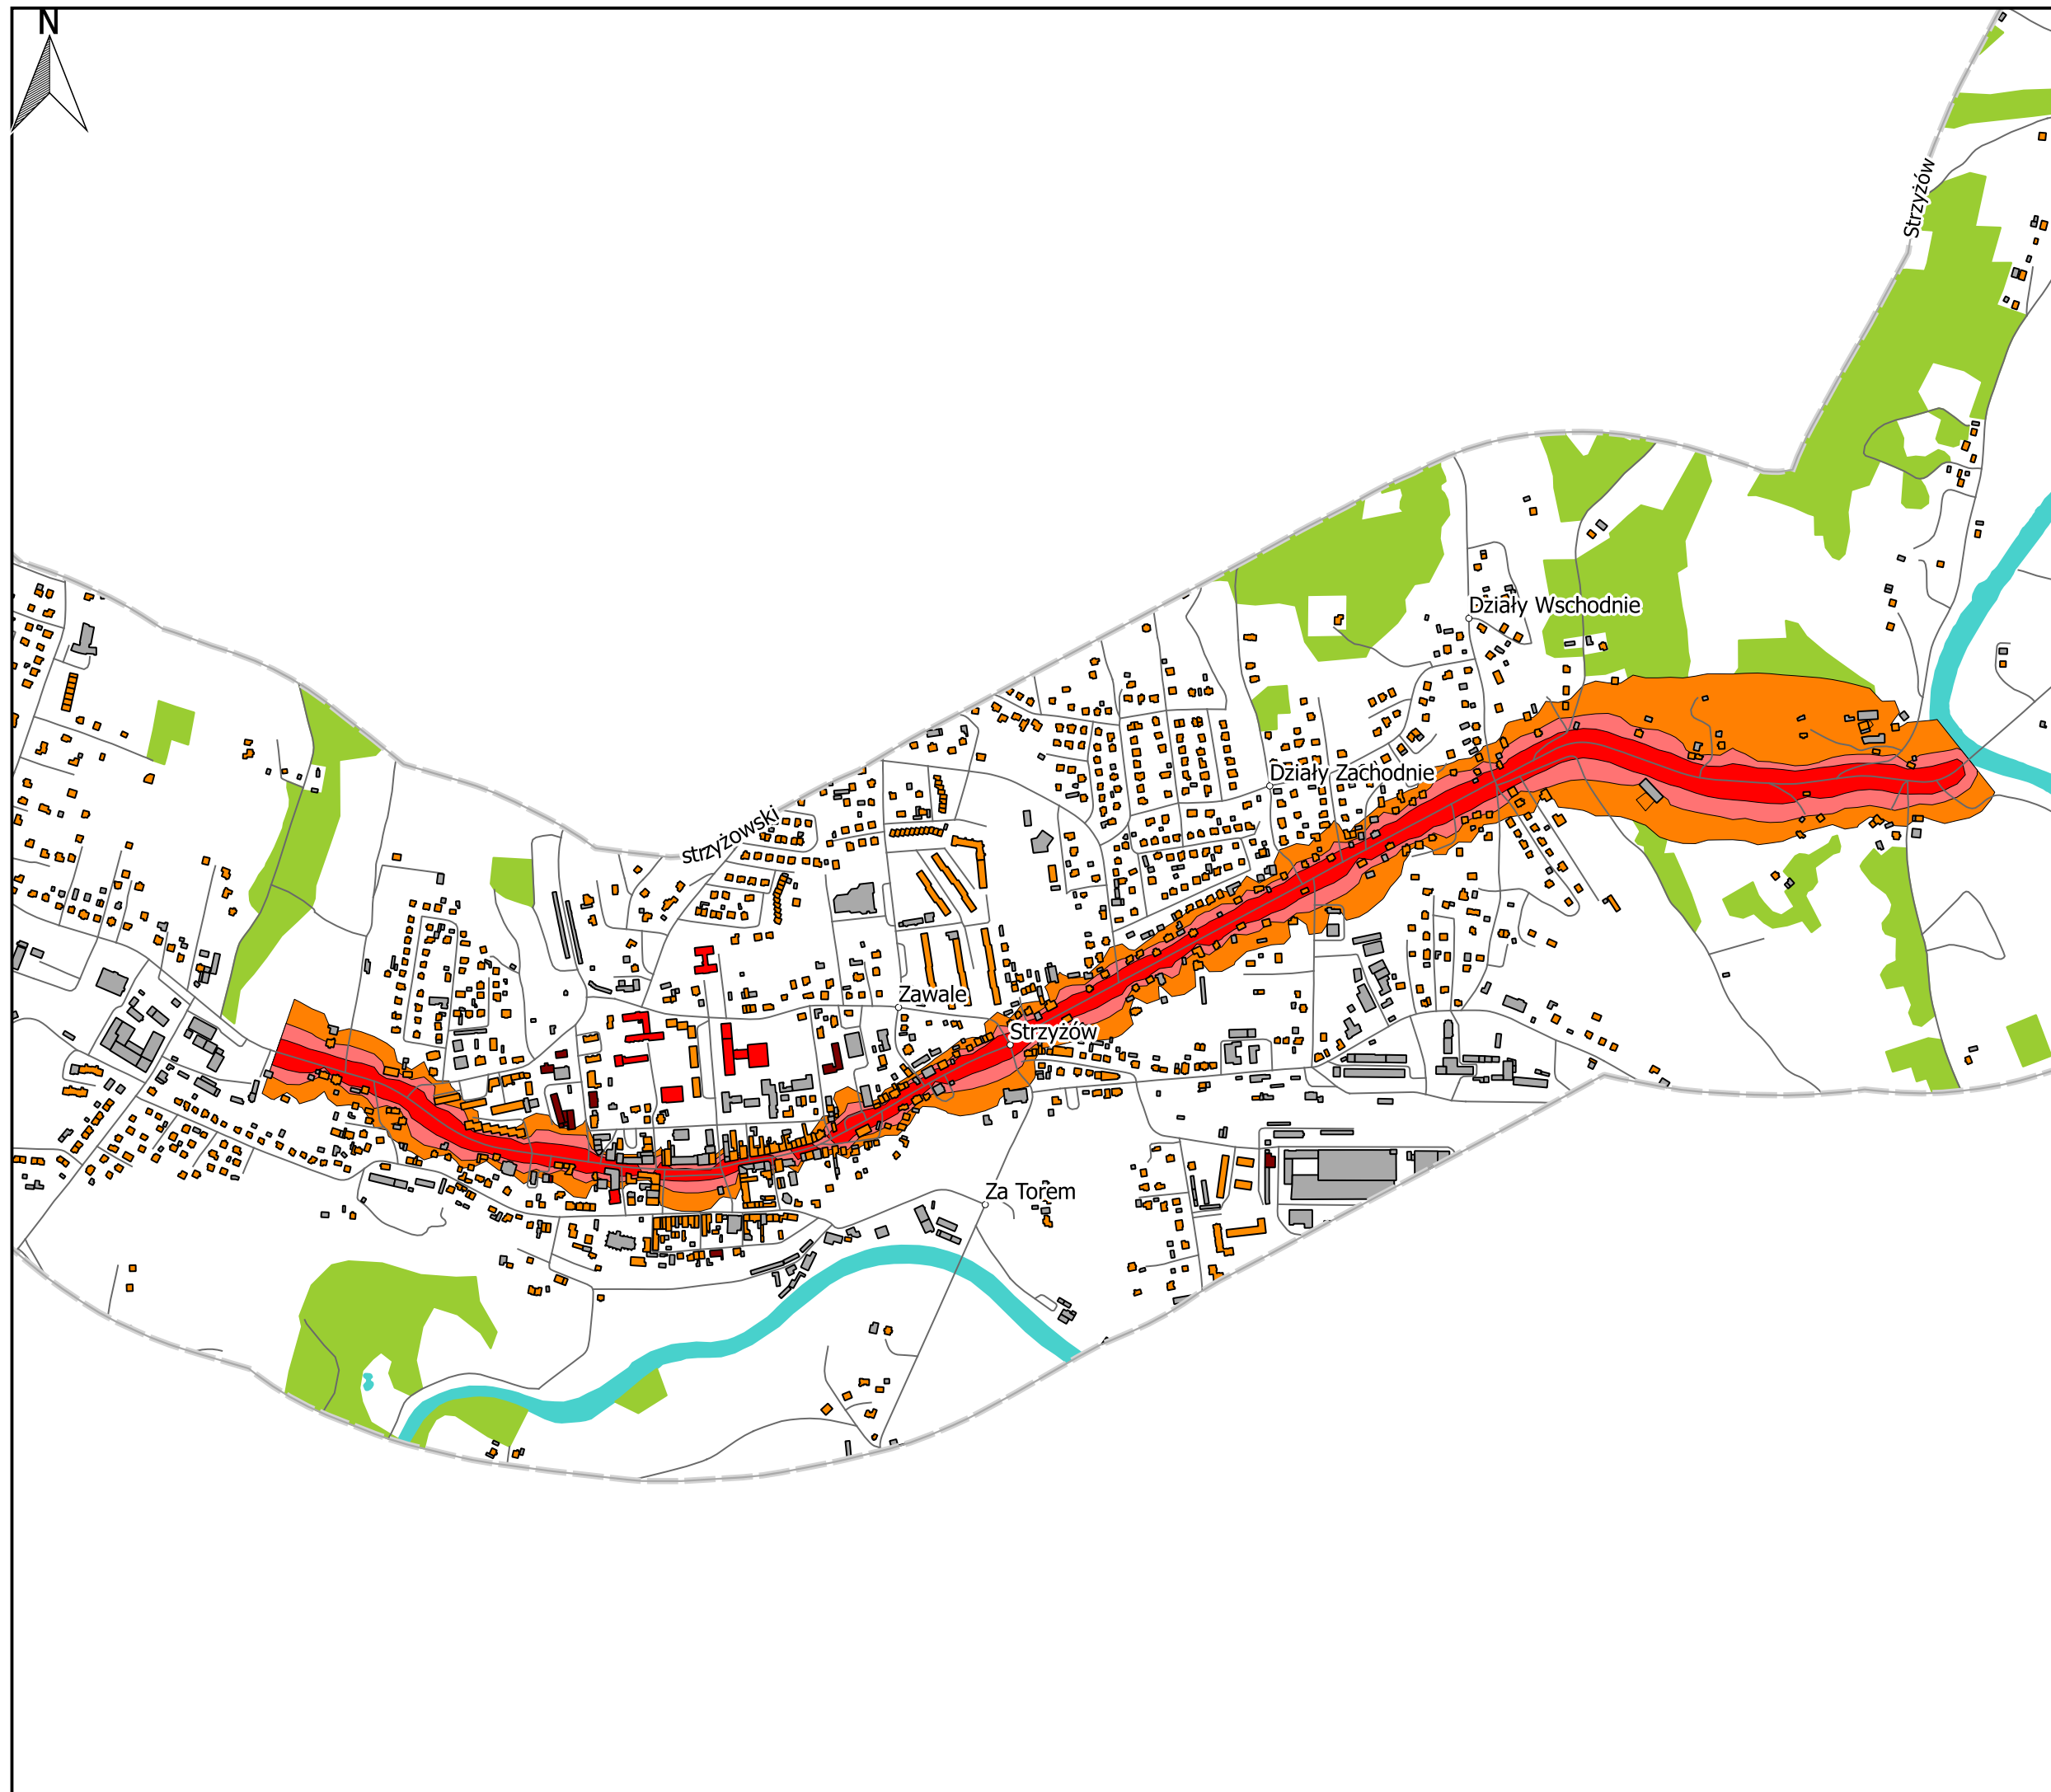 N
Strzyżów
Działy Wschodnie
Działy Zachodnie
strzyżowski
Zawale
Strzyżów
Za Torem